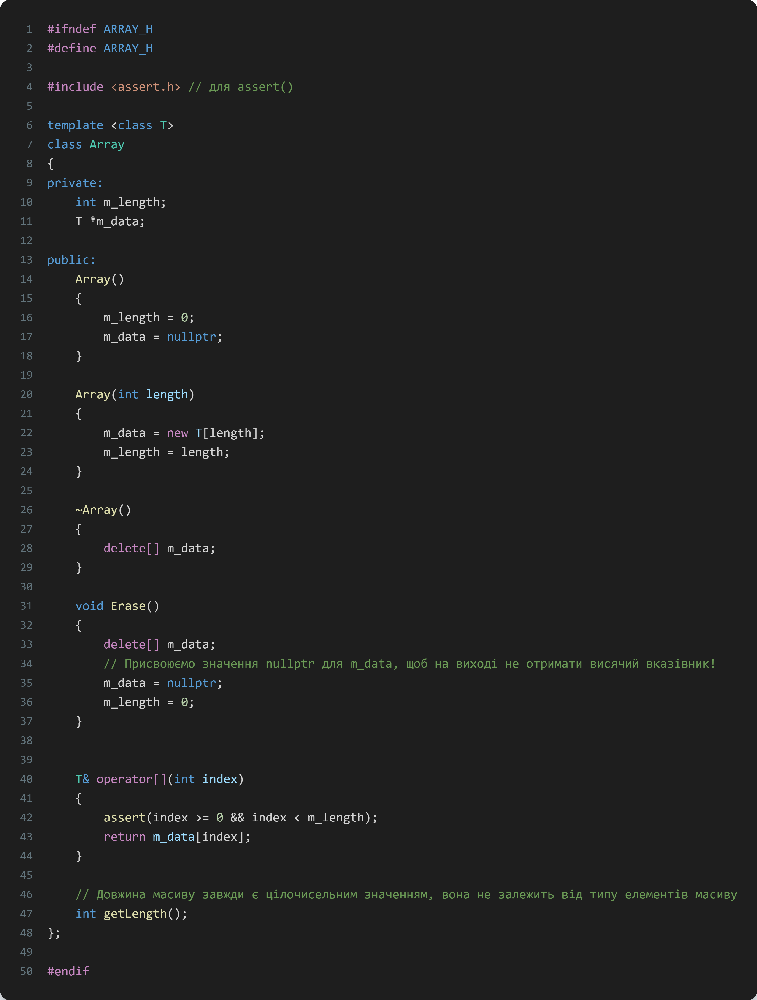 1 #ifndef ARRAY_H
2 #define ARRAY_H
3
4 #include <assert.h> // для assert()
5
6 template <class T>
7 class Array
8 {
9 private:
10     int m_length;
11     T *m_data;
12
13 public:
14     Array()
15     {
16         m_length = 0;
17         m_data = nullptr;
18     }
19
20     Array(int length)
21     {
22         m_data = new T[length];
23         m_length = length;
24     }
25
26     ~Array()
27     {
28         delete[] m_data;
29     }
30
31     void Erase()
32     {
33         delete[] m_data;
34         // Присвоюємо значення nullptr для m_data, щоб на виході не отримати висячий вказівник!
35         m_data = nullptr;
36         m_length = 0;
37     }
38
39
40     T& operator[](int index)
41     {
42         assert(index >= 0 && index < m_length);
43         return m_data[index];
44     }
45
46     // Довжина масиву завжди є цілочисельним значенням, вона не залежить від типу елементів масиву
47     int getLength();
48 };
49
50 #endif